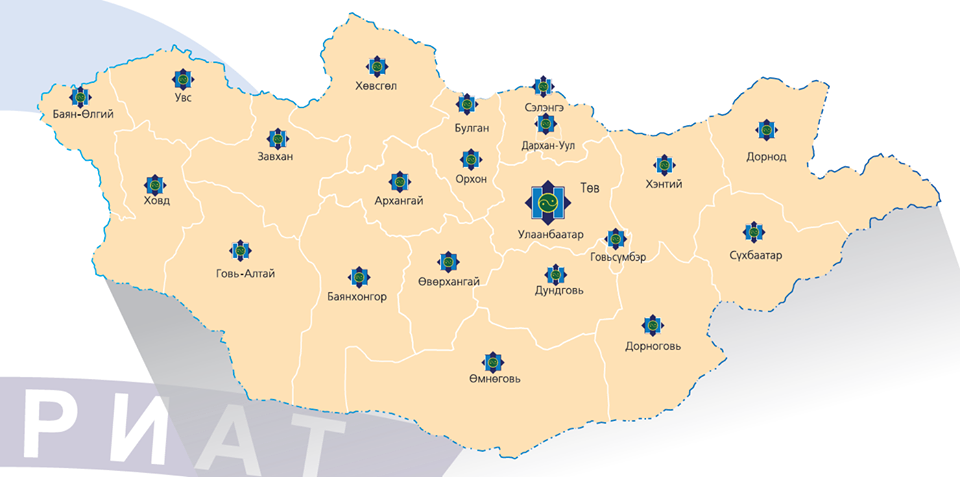 Хөвсгөл
Увс
Баян-Өлгий
Сэлэнгэ
Булган
Дархан-Уул
Завхан
Дорнод
Орхон
Хэнтий
Төв
Ховд
Архангай
Улаанбаатар
Говьсүмбэр
Сүхбаатар
Говь-Алтай
Өвөрхангай
Дундговь
Баянхонгор
Дорноговь
Өмнөговь
РИАТ